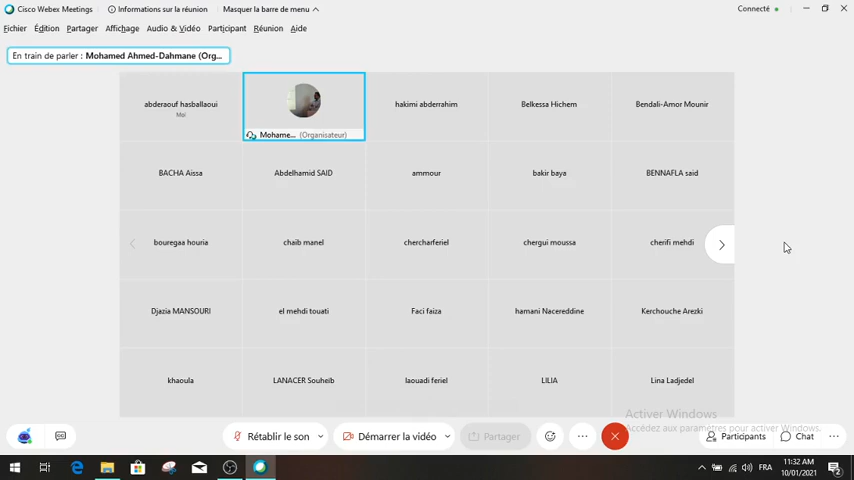 Cisco Webex Meetings
Informations sur la réunion
Masquer la barre de menu
Connecté
Fichier Édition Partager Affichage Audio & Vidéo Participant Réunion Aide
En train de parler : Mohamed Ahmed-Dahmane (Org...
abderaouf hasballaoui
Moi
Mohame... (Organisateur)
hakimi abderrahim
Belkessa Hichem
Bendali-Amor Mounir
BACHA Aissa
Abdelhamid SAID
ammour
bakir baya
BENNAFLA said
bouregaa houria
chaib manel
chercharferiel
chergui moussa
cherifi mehdi
Djazia MANSOURI
el mehdi touati
Faci faiza
hamani Nacereddine
Kerchouche Arezki
khaoula
LANACER Souheib
laouadi feriel
LILIA
Lina Ladjedel
Activer Windows
Accédez aux paramètres pour activer Windows.
Rétablir le son
Démarrer la vidéo
Partager
Participants
Chat
FRA
11:32 AM
10/01/2021
2